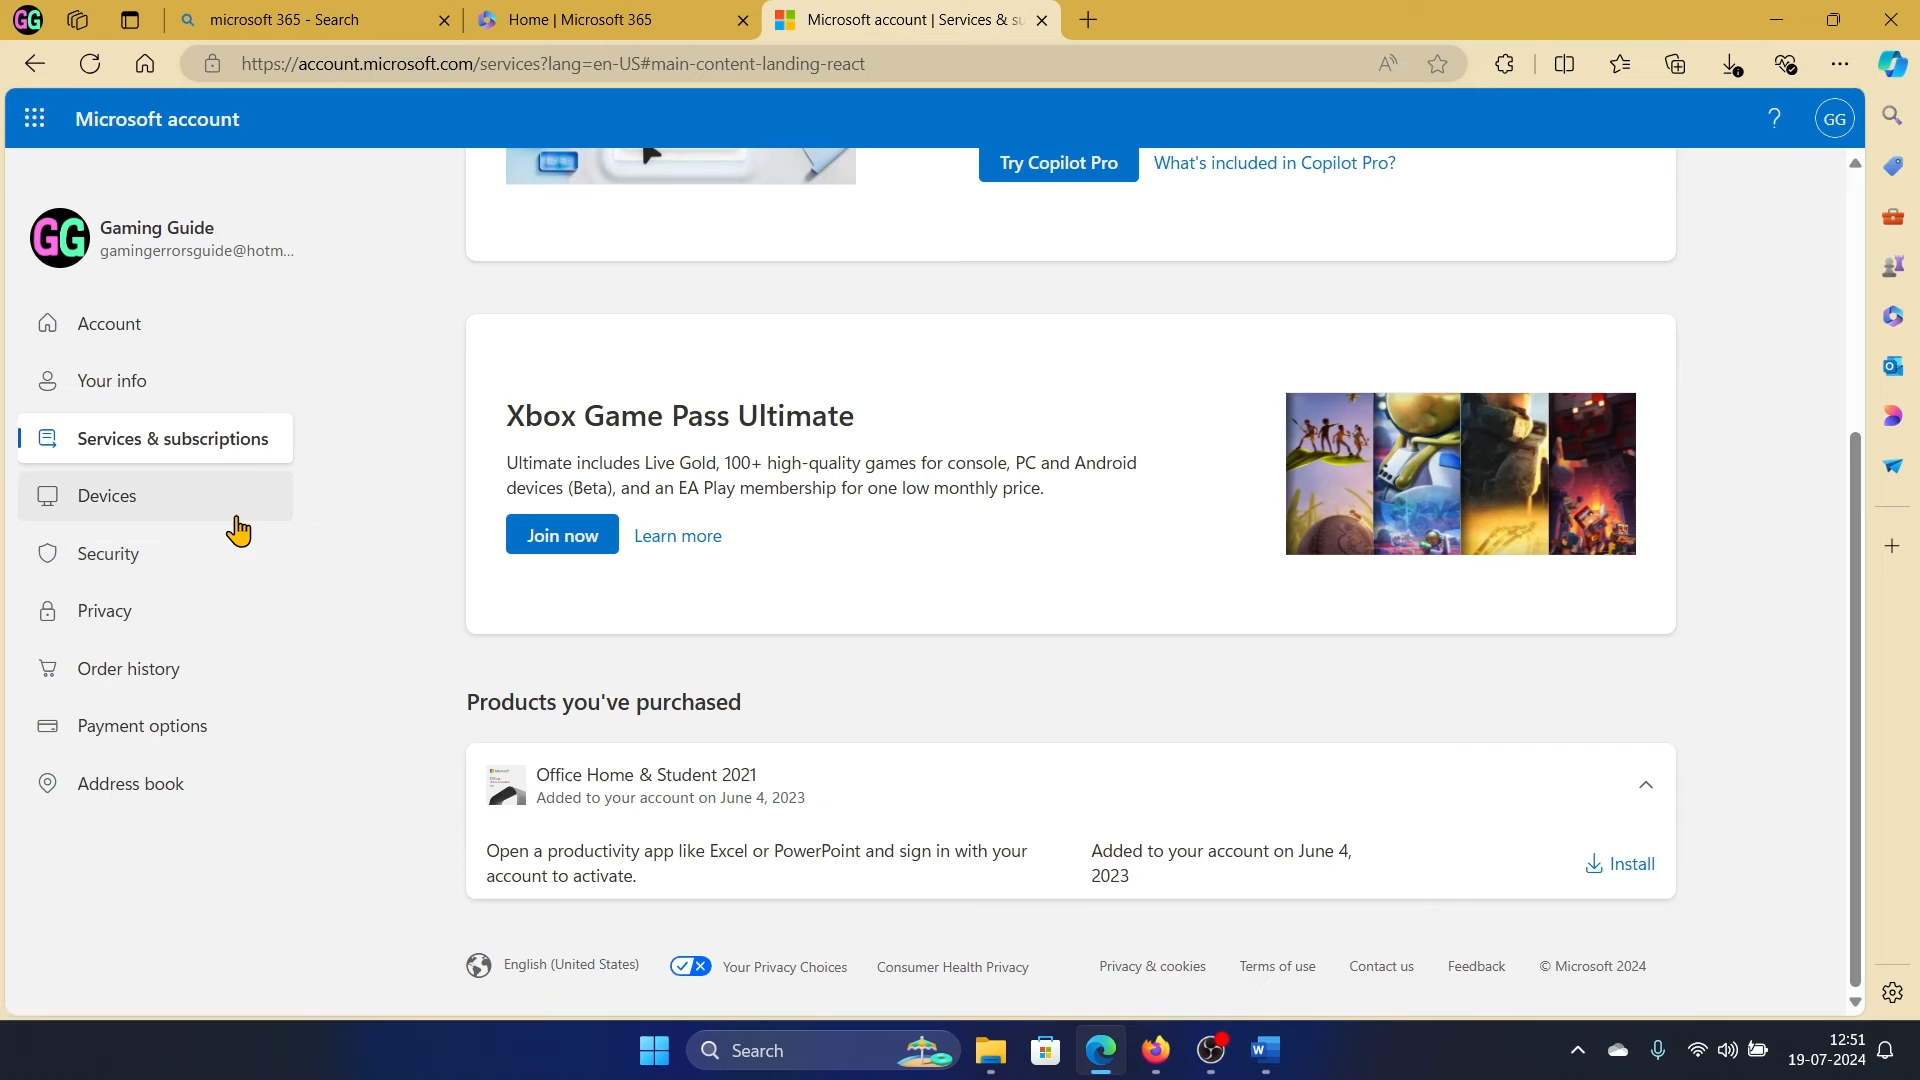 GG
microsoft 365 - Search
Home | Microsoft 365
Microsoft account | Services & su
https://account.microsoft.com/services?lang=en-US#main-content-landing-react
Microsoft account
?
GG
Try Copilot Pro
What's included in Copilot Pro?
GG
Gaming Guide
gamingerrorsguide@hotm...
Account
Your info
Services & subscriptions
Devices
Security
Privacy
Order history
Payment options
Address book
Xbox Game Pass Ultimate
Ultimate includes Live Gold, 100+ high-quality games for console, PC and Android
devices (Beta), and an EA Play membership for one low monthly price.
Join now
Learn more
Products you've purchased
Office Home & Student 2021
Added to your account on June 4, 2023
Open a productivity app like Excel or PowerPoint and sign in with your
account to activate.
Added to your account on June 4,
2023
Install
English (United States)
Your Privacy Choices
Consumer Health Privacy
Privacy & cookies
Terms of use
Contact us
Feedback
© Microsoft 2024
Search
12:51
19-07-2024